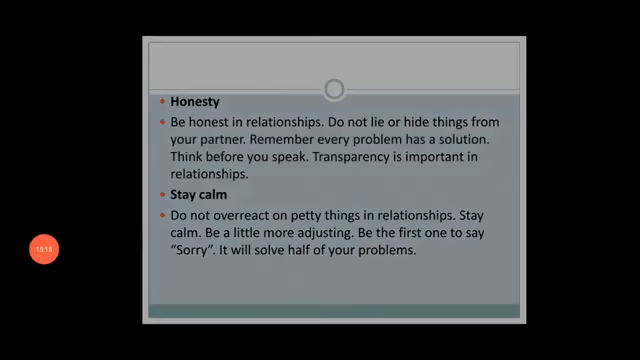 Honesty
Be honest in relationships. Do not lie or hide things from
your partner. Remember every problem has a solution.
Think before you speak. Transparency is important in
relationships.
Stay calm
Do not overreact on petty things in relationships. Stay
calm. Be a little more adjusting. Be the first one to say
“Sorry”. It will solve half of your problems.